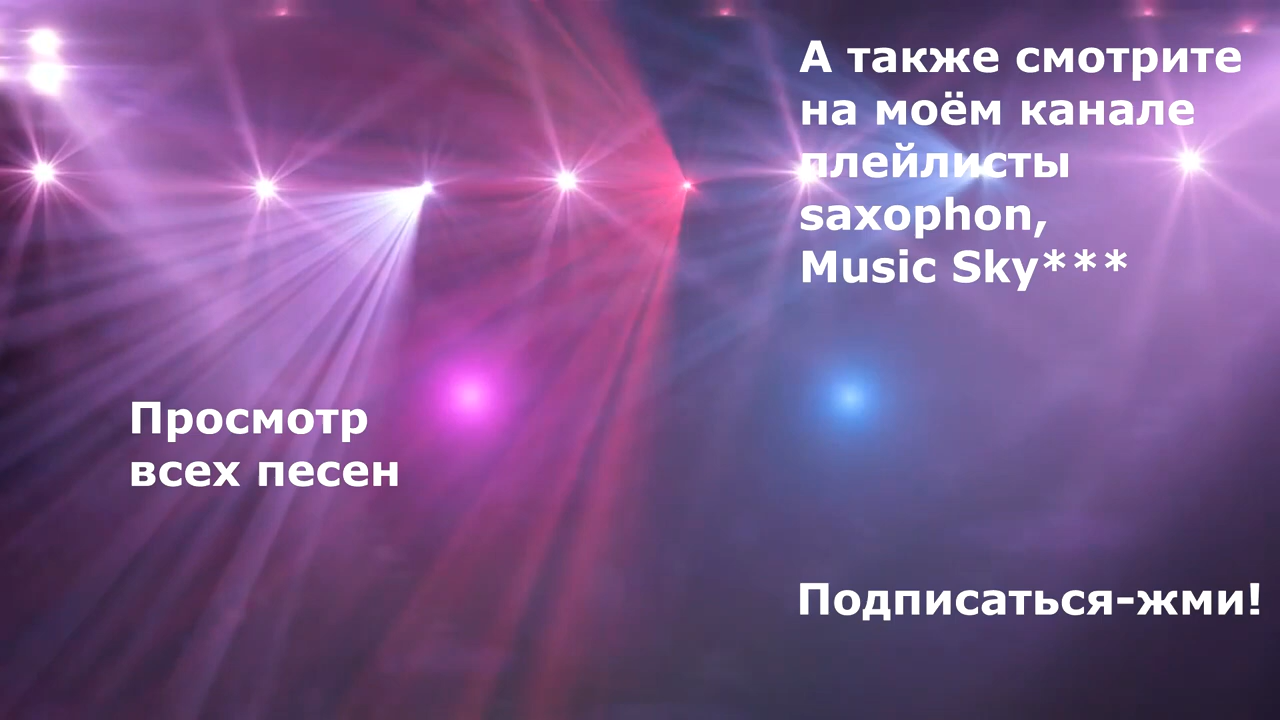 А также смотрите
на моём канале
плейлисты
saxophon,
Music Sky***
Просмотр
всех песен
Подписаться-жми!